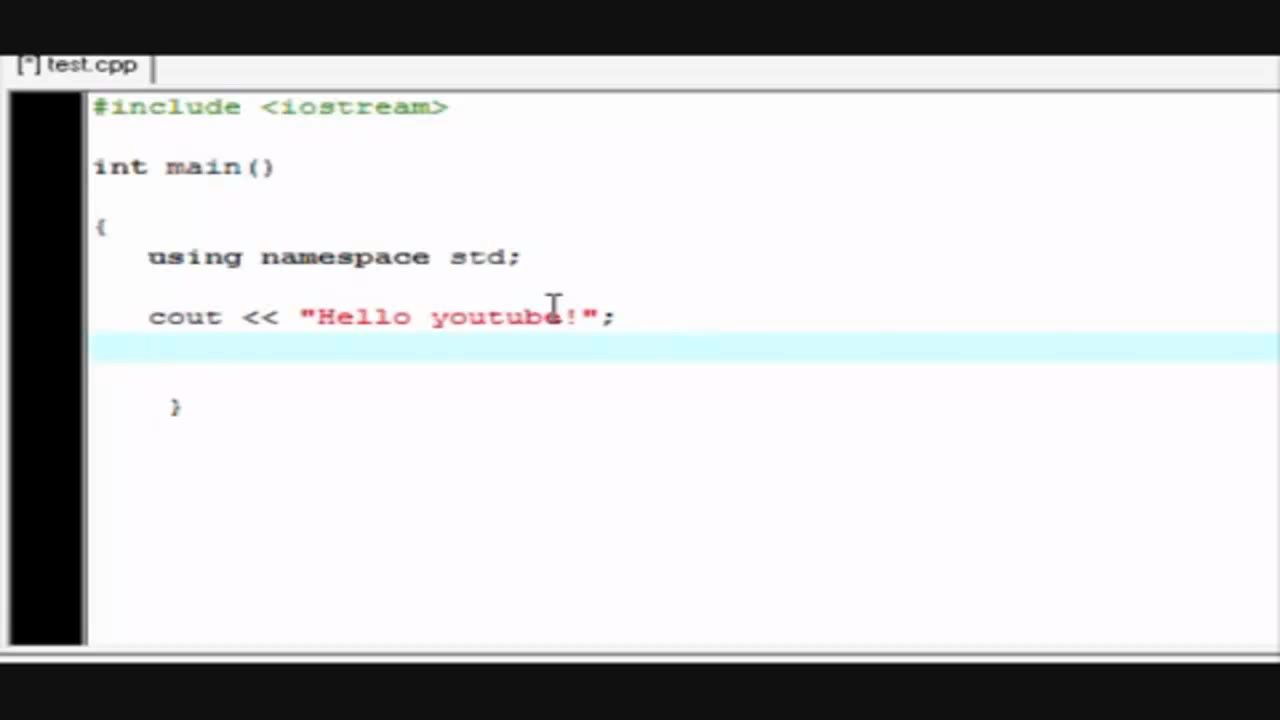 [*] test.cpp
#include <iostream>
int main()
{
using namespace std;
cout << "Hello youtube!";
}